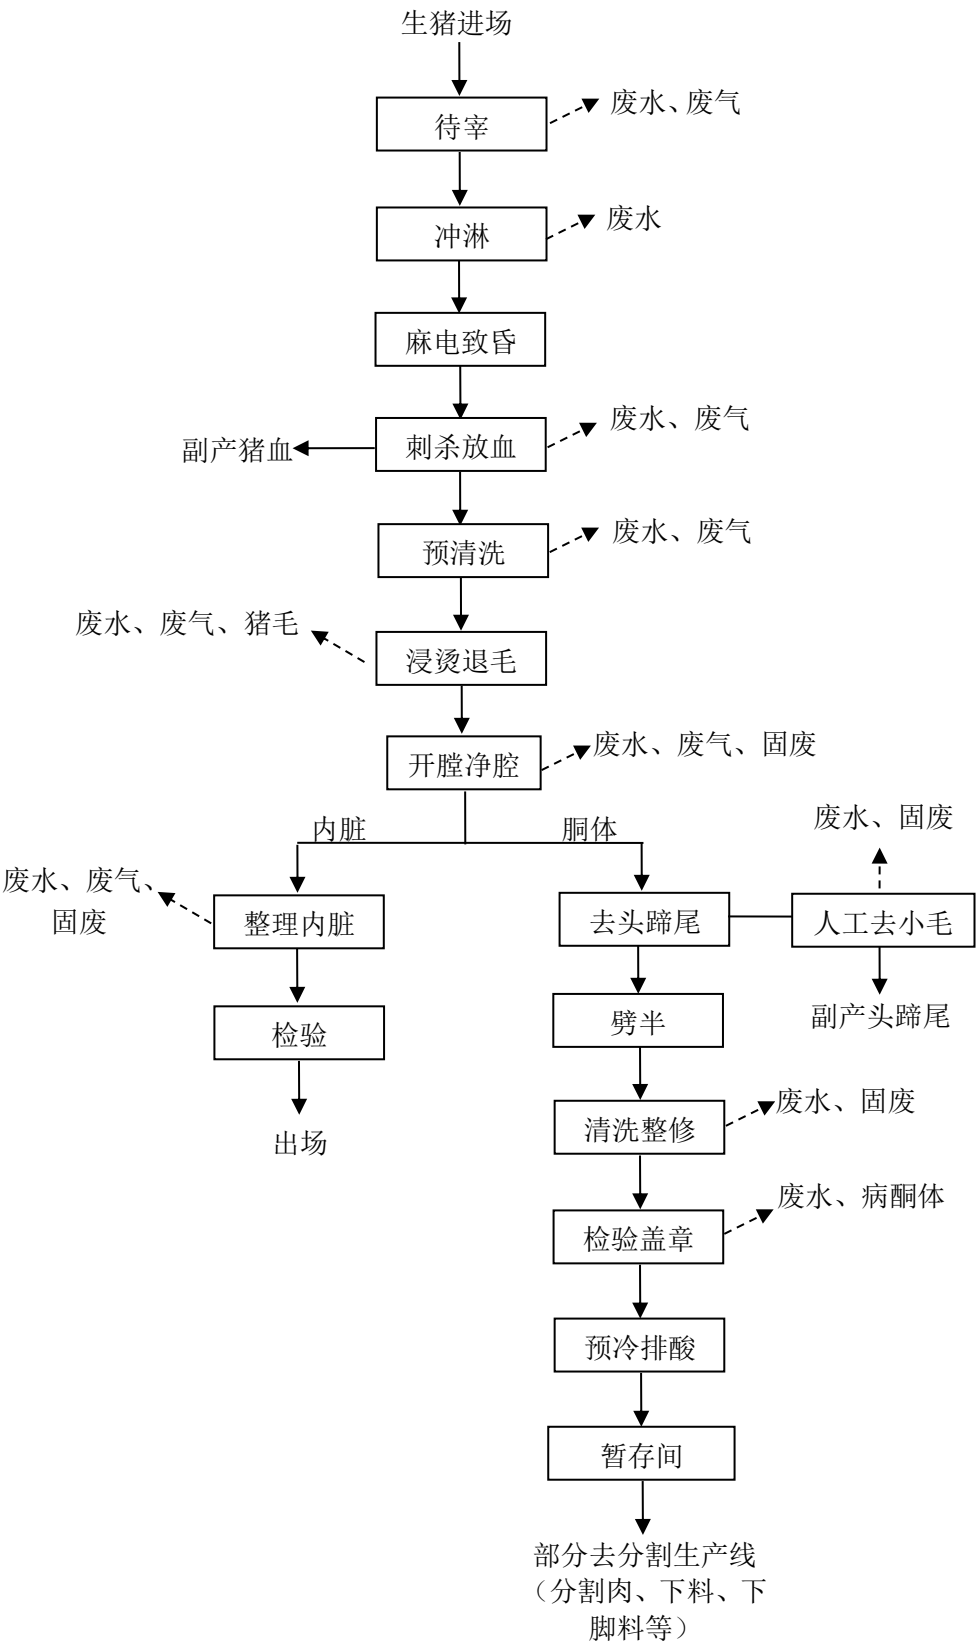 生猪进场
待宰
废水、废气
冲淋
废水
麻电致昏
刺杀放血
废水、废气
副产猪血
预清洗
废水、废气
废水、废气、猪毛
浸烫退毛
开膛净腔
废水、废气、固废
内脏
胴体
废水、固废
废水、废气、
固废
整理内脏
去头蹄尾
人工去小毛
检验
劈半
副产头蹄尾
出场
清洗整修
废水、固废
检验盖章
废水、病酮体
预冷排酸
暂存间
部分去分割生产线
（分割肉、下料、下
脚料等）